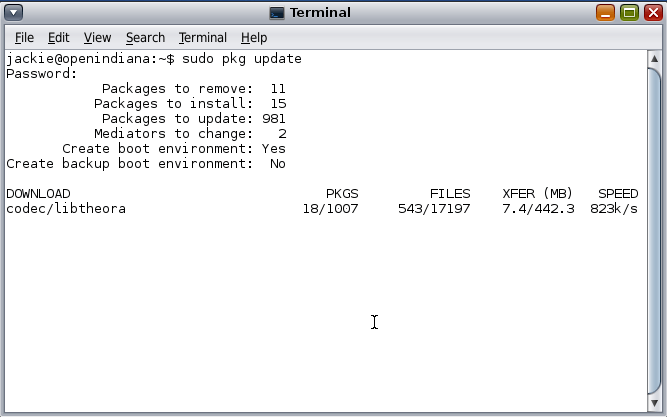 Terminal
File Edit View Search Terminal Help
jackie@openindiana:~$ sudo pkg update
Password:
Packages to remove: 11
Packages to install: 15
Packages to update: 981
Mediators to change: 2
Create boot environment: Yes
Create backup boot environment: No
DOWNLOAD PKGS FILES XFER (MB) SPEED
codec/libtheora 18/1007 543/17197 7.4/442.3 823k/s